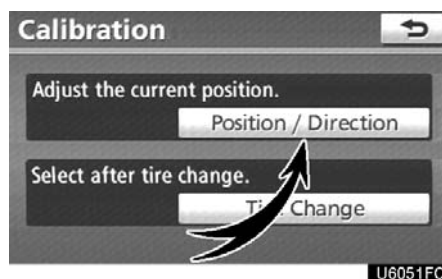 Calibration
Adjust the current position.
Position / Direction
Select after tire change.
Change
U6051FC